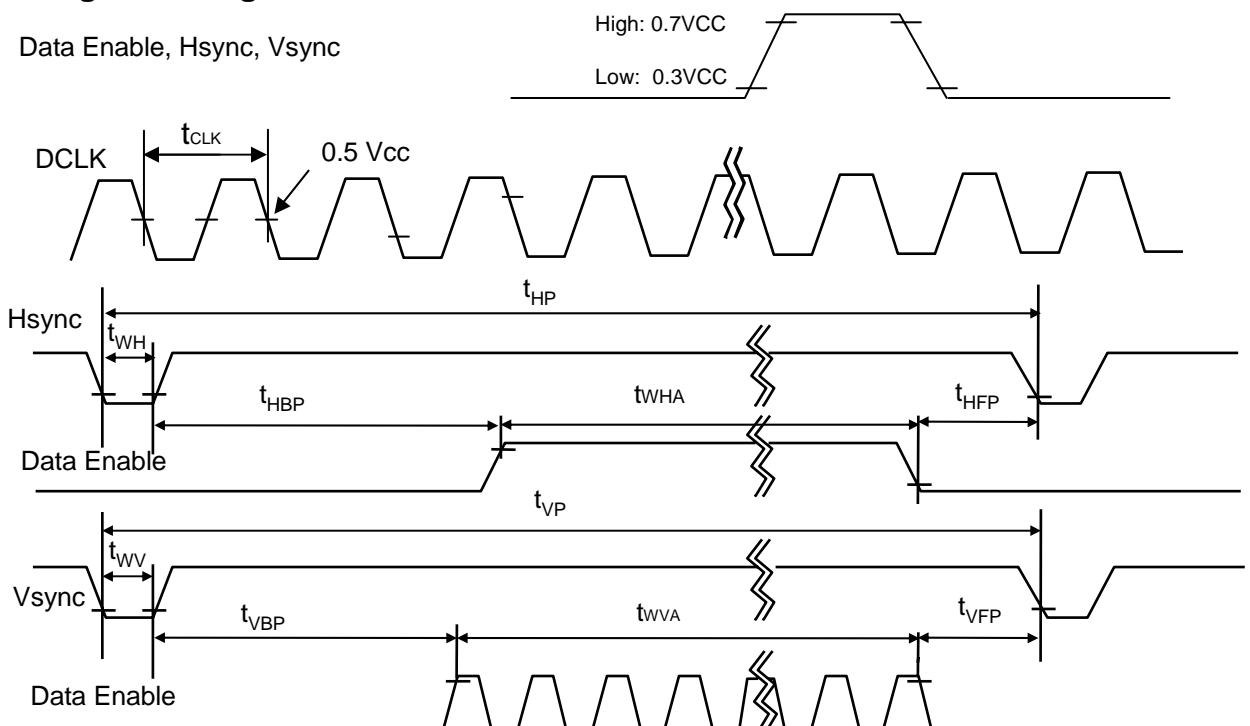 Data Enable, Hsync, Vsync
High: 0.7VCC
Low: 0.3VCC
DCLK
tCLK
0.5 Vcc
tHP
Hsync
tWH
tHBP
tWHA
tHFP
Data Enable
tVP
tWV
Vsync
tVBP
tWVA
tVFP
Data Enable